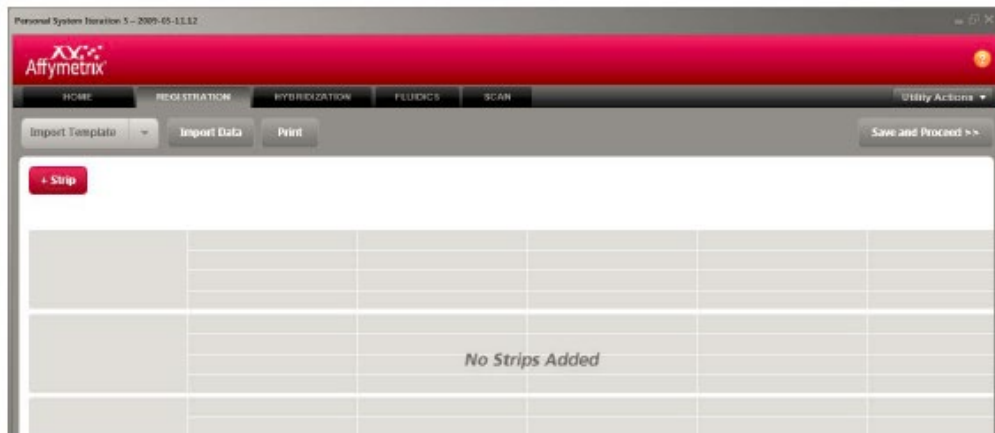 Personal System Iteration 5 – 2009-05-11.12
Affymetrix
HOME REGISTRATION HYBRIDIZATION FLUIDICS SCAN Utility Actions
Import Template Import Data Print Save and Proceed >>
+ Strip
No Strips Added